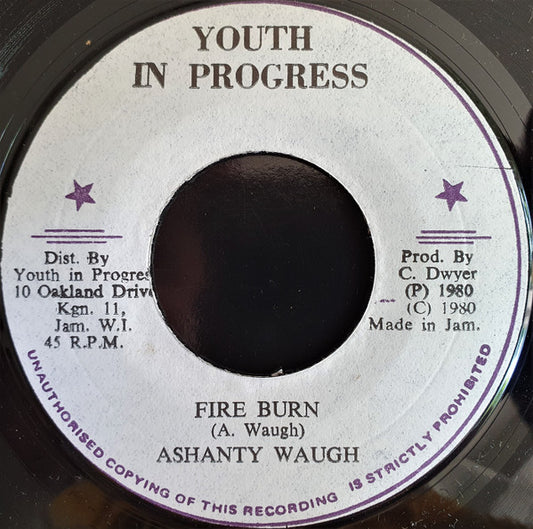 YOUTH
IN PROGRESS
Dist. By
Youth in Progres
10 Oakland Drive
Kgn. 11,
Jam. W.I.
45 R.P.M.
Prod. By
C. Dwyer
(P) 1980
(C) 1980
Made in Jam.
FIRE BURN
(A. Waugh)
ASHANTY WAUGH
UNAUTHORISED COPYING OF THIS RECORDING IS STRICTLY PROHIBITED